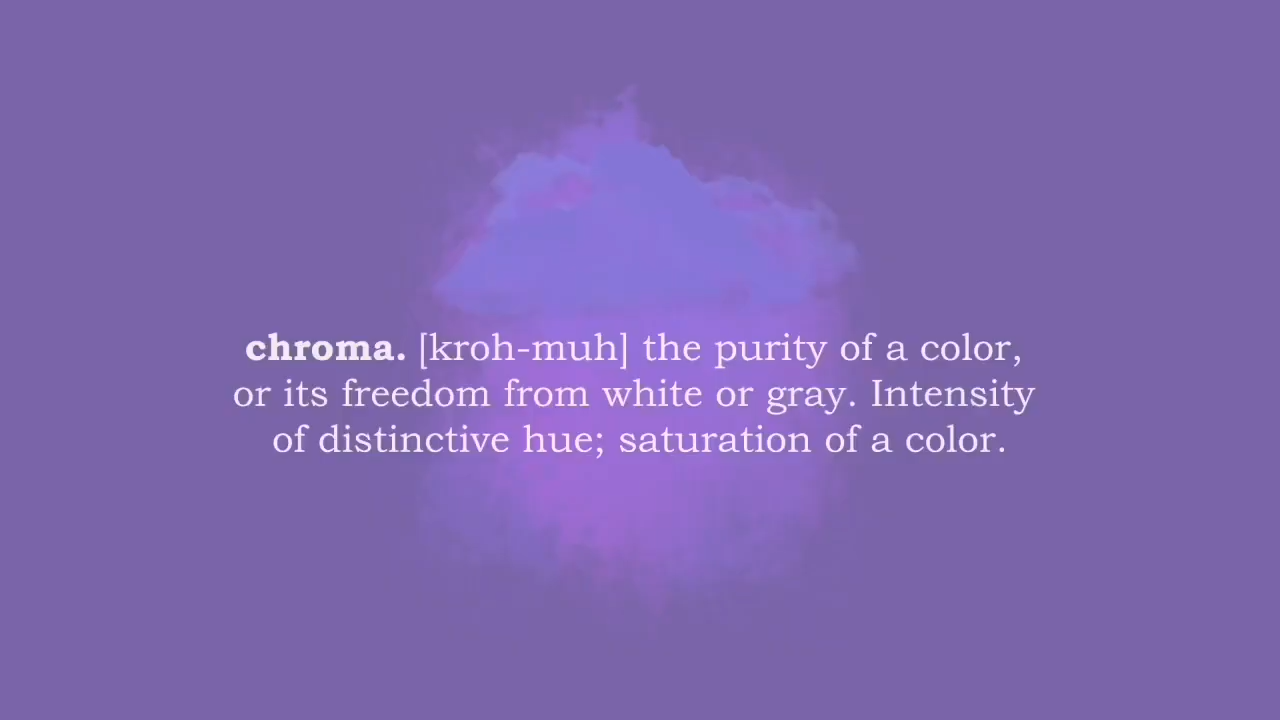 chroma. [kroh-muh] the purity of a color,
or its freedom from white or gray. Intensity
of distinctive hue; saturation of a color.